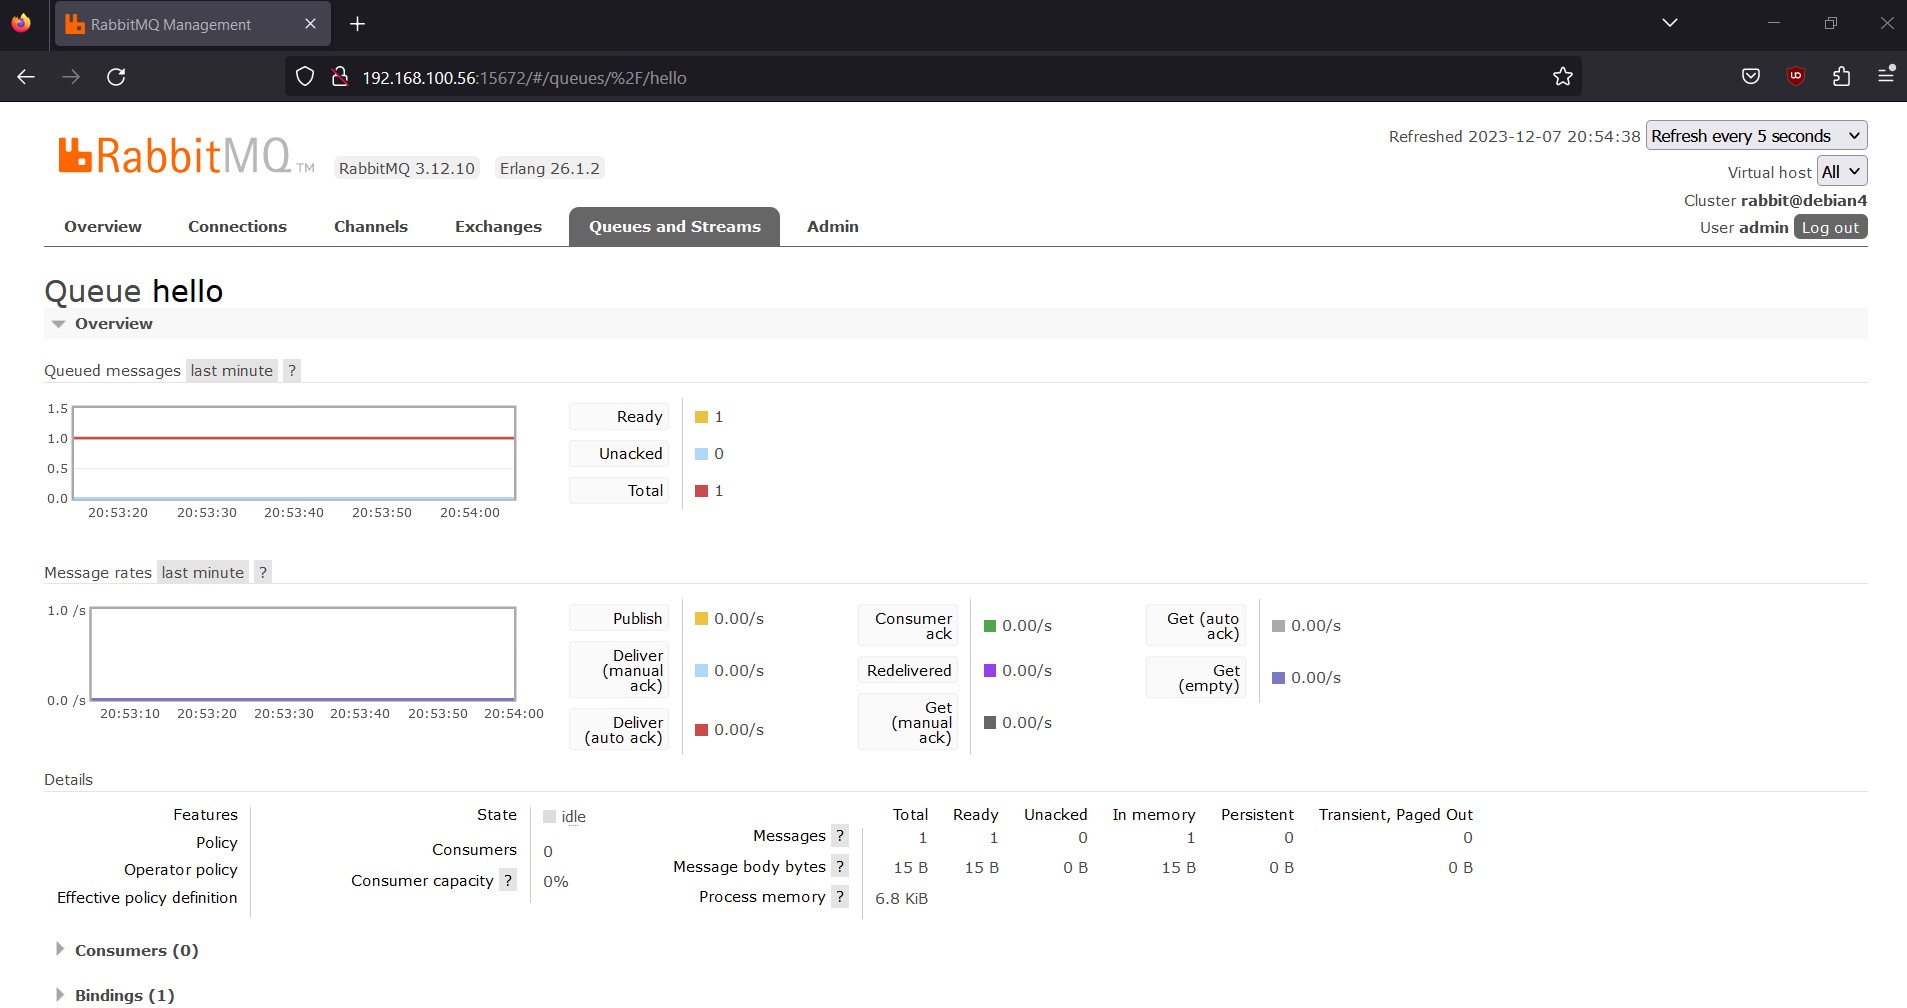 RabbitMQ Management
192.168.100.56:15672/#/queues/%2F/hello
RabbitMQ TM RabbitMQ 3.12.10 Erlang 26.1.2
Refreshed 2023-12-07 20:54:38 Refresh every 5 seconds
Virtual host All
Cluster rabbit@debian4
User admin Log out
Overview Connections Channels Exchanges Queues and Streams Admin
Queue hello
Overview
Queued messages last minute ?
1.5
1.0
0.5
0.0
20:53:20 20:53:30 20:53:40 20:53:50 20:54:00
Ready 1
Unacked 0
Total 1
Message rates last minute ?
1.0 /s
0.0 /s
20:53:10 20:53:20 20:53:30 20:53:40 20:53:50 20:54:00
Publish 0.00/s
Deliver
(manual
ack) 0.00/s
Deliver
(auto ack) 0.00/s
Consumer
ack 0.00/s
Redelivered 0.00/s
Get
(manual
ack) 0.00/s
Get (auto
ack) 0.00/s
Get
(empty) 0.00/s
Details
Features
Policy
Operator policy
Effective policy definition
State idle
Consumers 0
Consumer capacity ? 0%
Total Ready Unacked In memory Persistent Transient, Paged Out
Messages ? 1 1 0 1 0 0
Message body bytes ? 15 B 15 B 0 B 15 B 0 B 0 B
Process memory ? 6.8 KiB
Consumers (0)
Bindings (1)